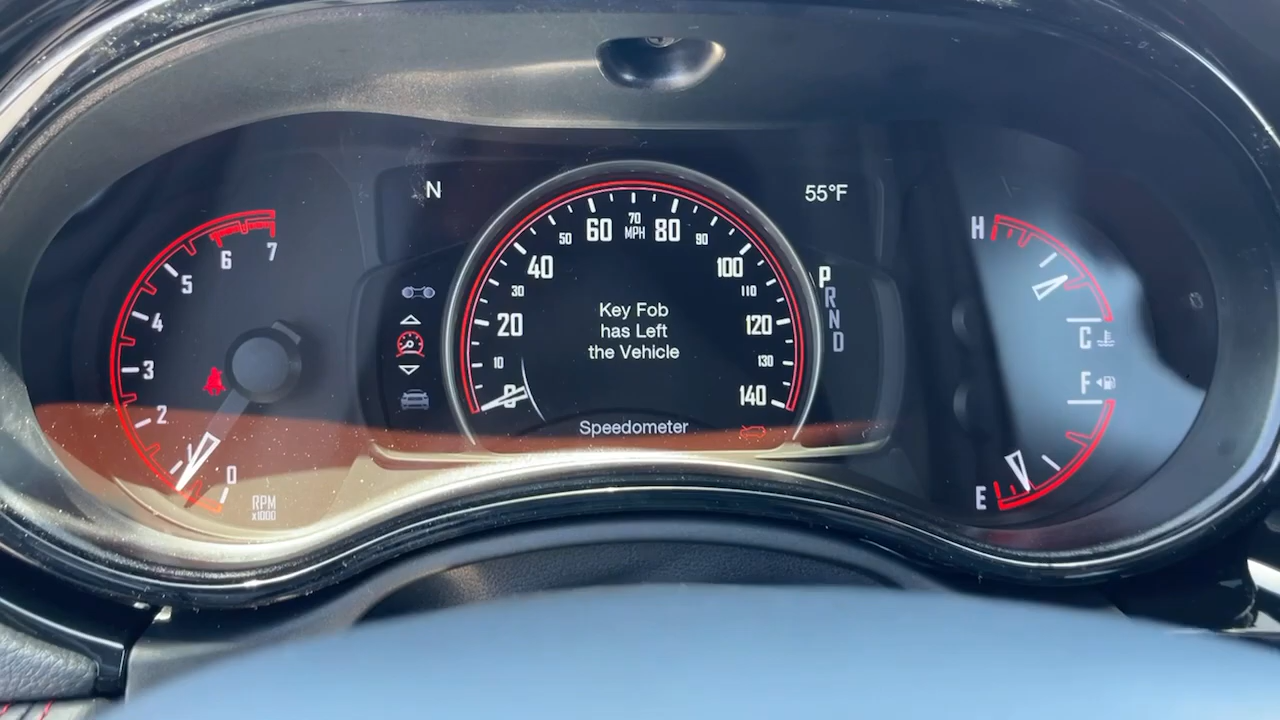 N
55°F
7
6
5
4
3
2
1
0
RPM
x1000
0
10
20
30
40
50
60
70
MPH
80
90
100
110
120
130
140
Key Fob
has Left
the Vehicle
Speedometer
P
R
N
D
H
C
F
E